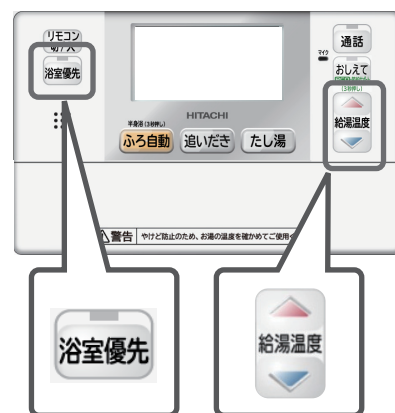 リモコン
切/入
浴室優先
マイク
通話
おしえて
(3秒押し)
給湯温度
HITACHI
半身浴(3秒押し)
ふろ自動
追いだき
たし湯
警告
やけど防止のため、お湯の温度を確かめてご使用
浴室優先
給湯温度